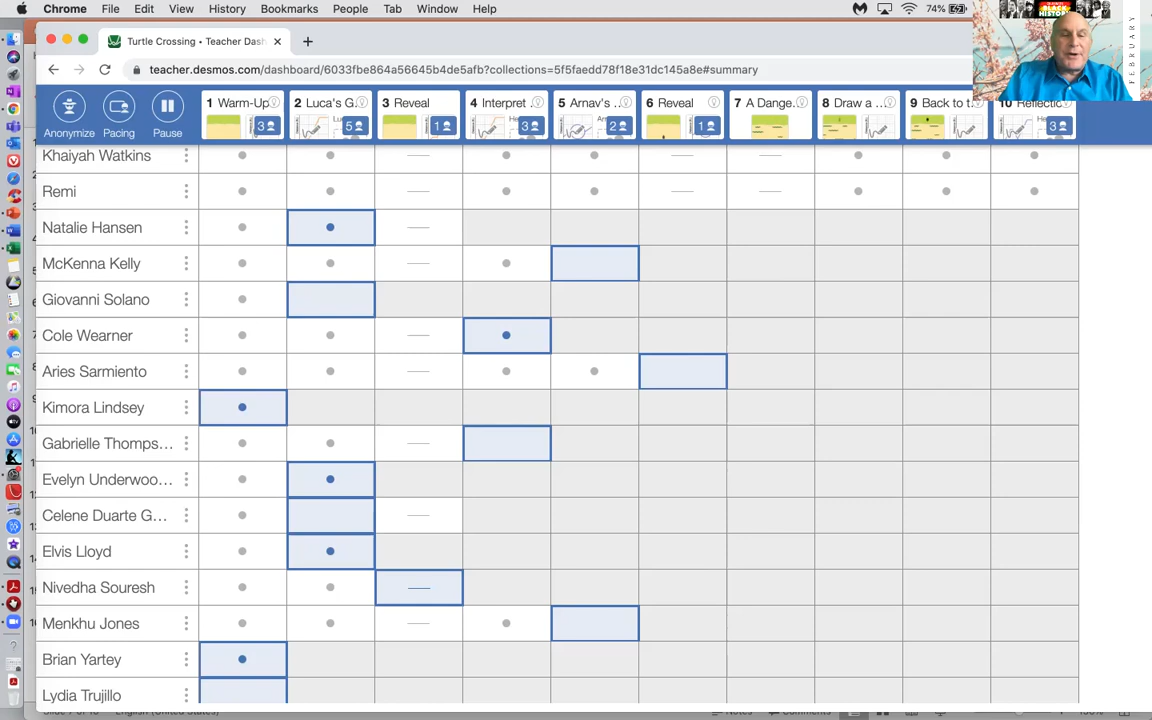 Chrome File Edit View History Bookmarks People Tab Window Help 74%
Turtle Crossing • Teacher Das
teacher.desmos.com/dashboard/6033fbe864a56645b4de5afb?collections=5f5faedd78f18e31dc145a8e#summary
1 Warm-Up 2 Luca's G... 3 Reveal 4 Interpret 5 Arnav's ... 6 Reveal 7 A Dange... 8 Draw a ... 9 Back to t 10 Reflectio
3 5 1 3 2 1 3
Anonymize Pacing Pause
BLACK
FEBRUARY
Khaiyah Watkins
Remi
Natalie Hansen
McKenna Kelly
Giovanni Solano
Cole Wearner
Aries Sarmiento
Kimora Lindsey
Gabrielle Thomps...
Evelyn Underwoo...
Celene Duarte G...
Elvis Lloyd
Nivedha Souresh
Menkhu Jones
Brian Yartey
Lydia Trujillo